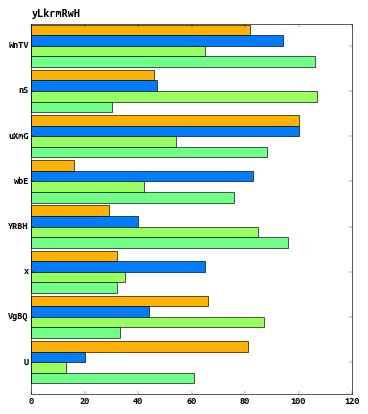 yLkrmRwH
WnTV
nS
uXmG
wbE
YRBH
x
VgBQ
U
0 20 40 60 80 100 120